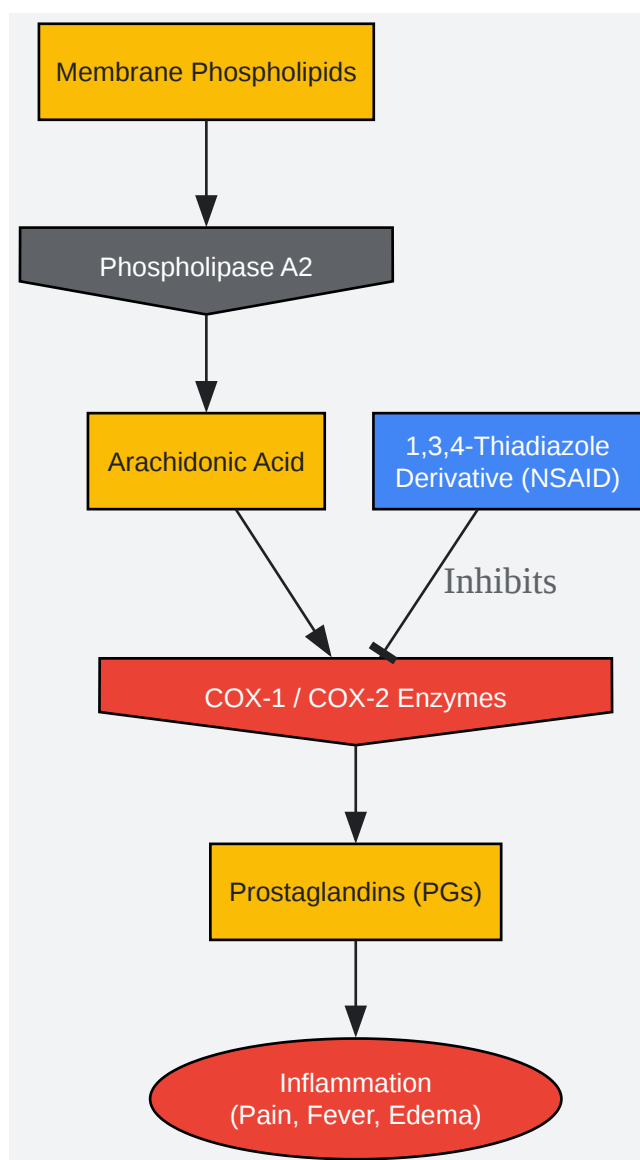 Membrane Phospholipids
Phospholipase A2
Arachidonic Acid
1,3,4-Thiadiazole
Derivative (NSAID)
Inhibits
COX-1 / COX-2 Enzymes
Prostaglandins (PGs)
Inflammation
(Pain, Fever, Edema)